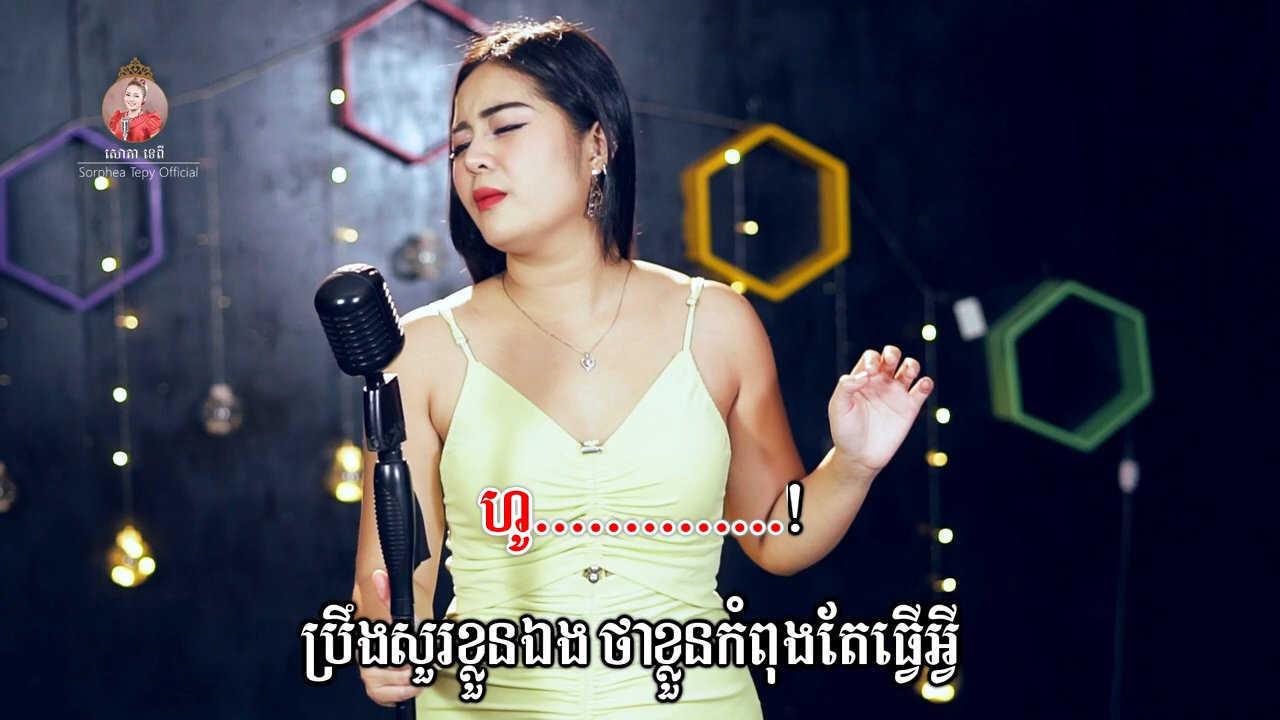 សោភា ទេពី
Sorphea Tepy Official
ហូ..............!
ប្រឹងសួរខ្លួនឯង ថាខ្លួនកំពុងតែធ្វើអ្វី